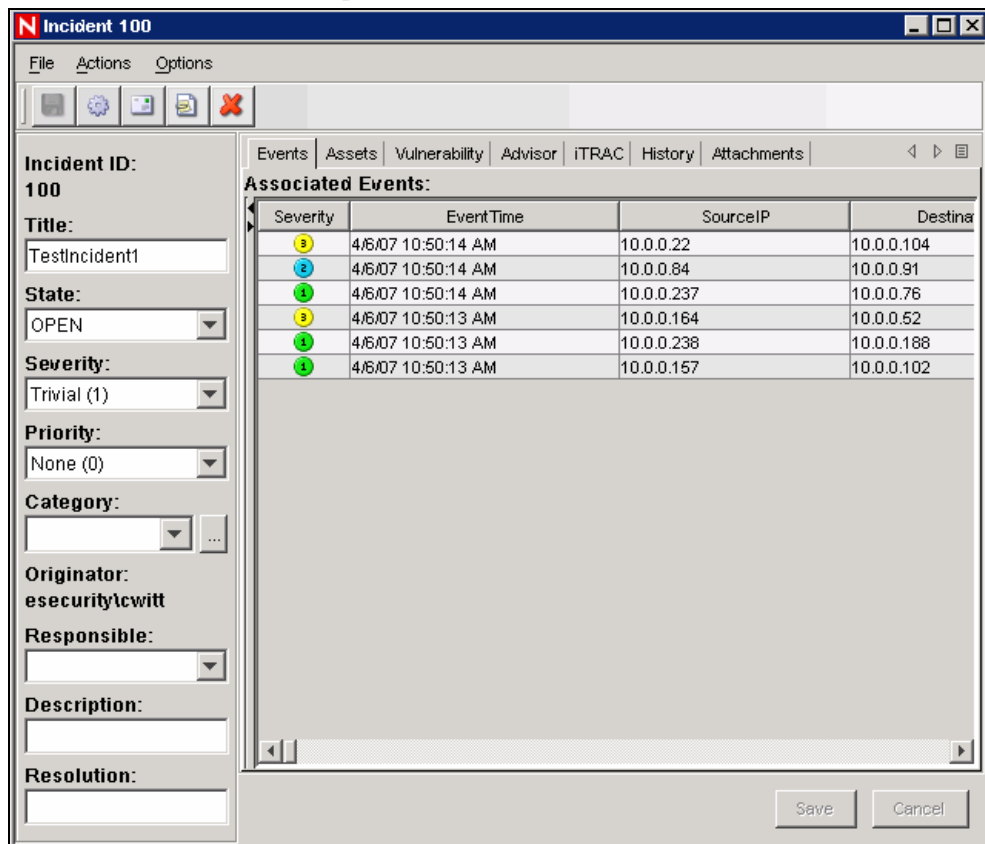 N Incident 100
File Actions Options
Incident ID:
100
Title:
TestIncident1
State:
OPEN
Severity:
Trivial (1)
Priority:
None (0)
Category:
...
Originator:
esecurity\cwitt
Responsible:
Description:
Resolution:
Events Assets Vulnerability Advisor iTRAC History Attachments
Associated Events:
Severity EventTime SourceIP Destina
3 4/6/07 10:50:14 AM 10.0.0.22 10.0.0.104
2 4/6/07 10:50:14 AM 10.0.0.84 10.0.0.91
1 4/6/07 10:50:14 AM 10.0.0.237 10.0.0.76
3 4/6/07 10:50:13 AM 10.0.0.164 10.0.0.52
1 4/6/07 10:50:13 AM 10.0.0.238 10.0.0.188
1 4/6/07 10:50:13 AM 10.0.0.157 10.0.0.102
Save Cancel